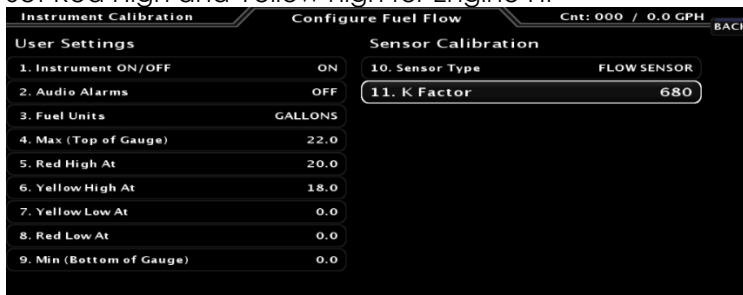 Instrument Calibration
Configure Fuel Flow
Cnt: 000 / 0.0 GPH
BACK
User Settings
1. Instrument ON/OFF ON
2. Audio Alarms OFF
3. Fuel Units GALLONS
4. Max (Top of Gauge) 22.0
5. Red High At 20.0
6. Yellow High At 18.0
7. Yellow Low At 0.0
8. Red Low At 0.0
9. Min (Bottom of Gauge) 0.0
Sensor Calibration
10. Sensor Type FLOW SENSOR
11. K Factor 680